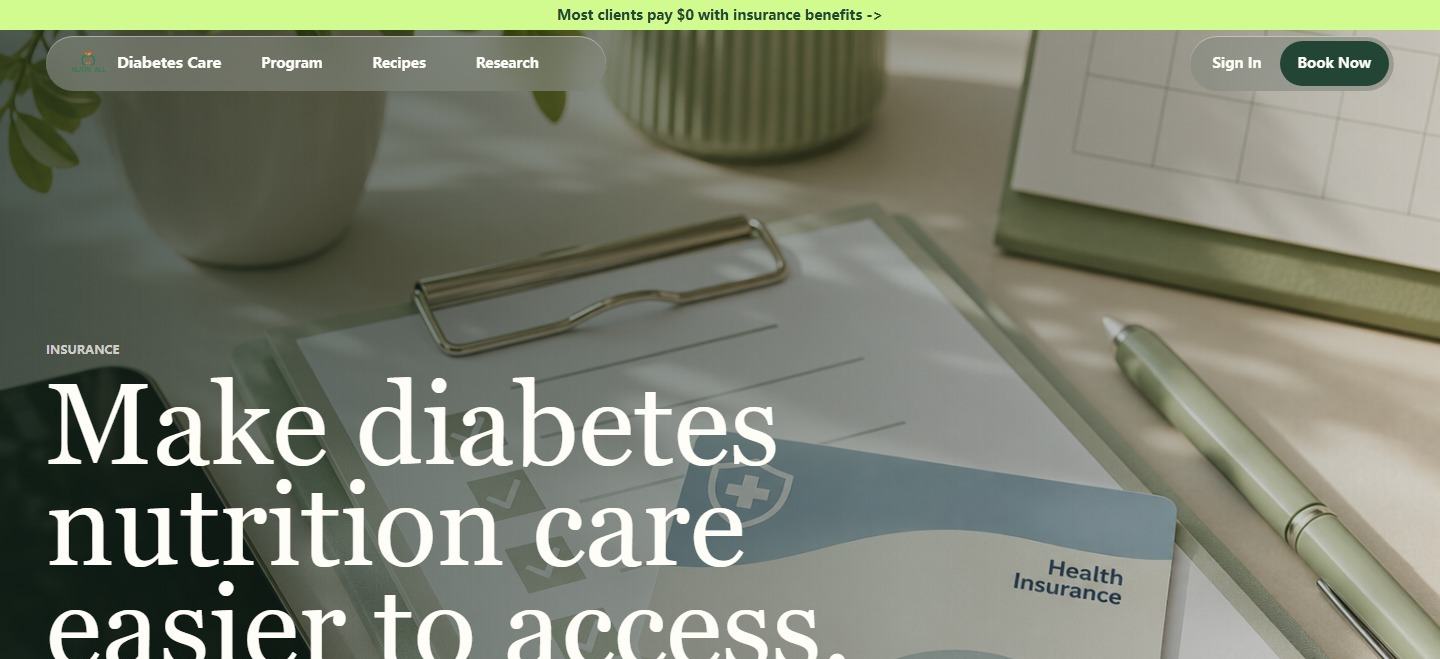 Most clients pay $0 with insurance benefits ->
Diabetes Care Program Recipes Research Sign In Book Now
INSURANCE
Make diabetes
nutrition care
easier to access.
Health
Insurance